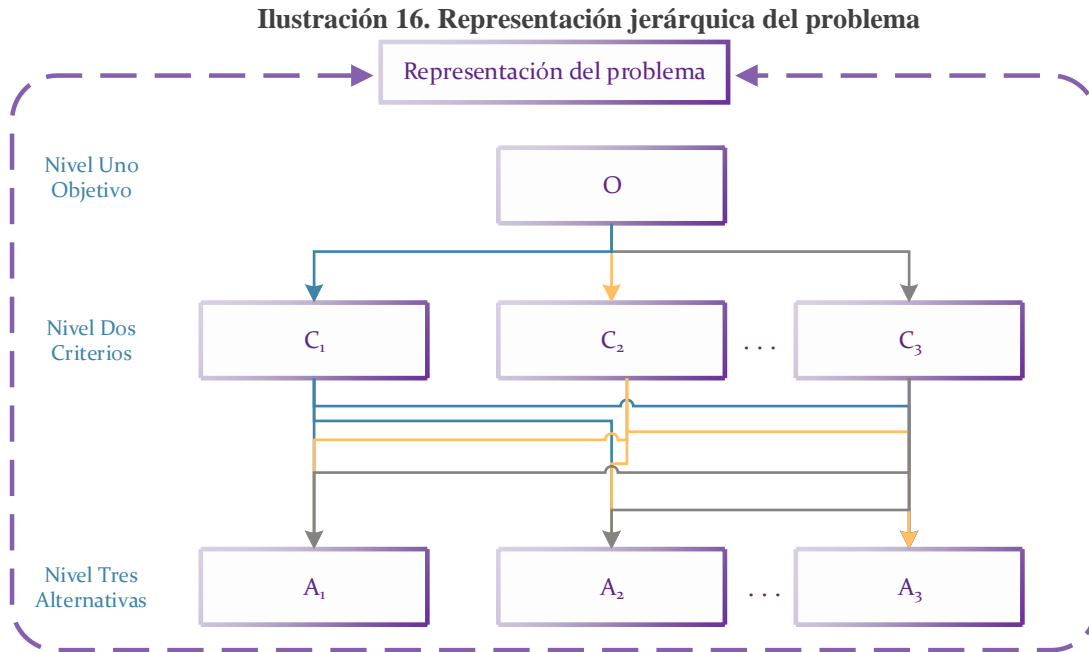 Ilustración 16. Representación jerárquica del problema
Representación del problema
Nivel Uno
Objetivo
O
Nivel Dos
Criterios
C₁
C₂
. . .
C₃
Nivel Tres
Alternativas
A₁
A₂
. . .
A₃